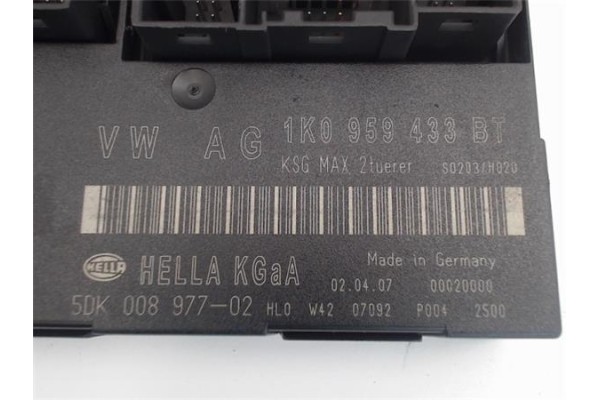 VW AG 1K0 959 433 BT
KSG MAX 2tuerer S0203/H020
HELLA HELLA KGaA Made in Germany
02.04.07 00020000
5DK 008 977-02 HL0 W42 07092 P004 2S00